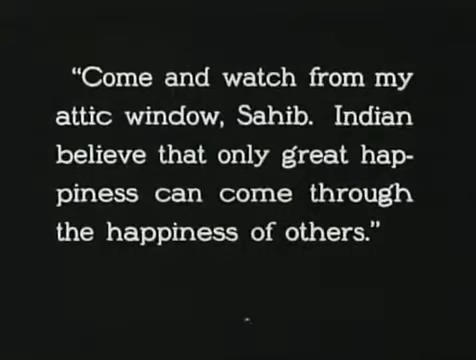 “Come and watch from my
attic window, Sahib. Indian
believe that only great hap-
piness can come through
the happiness of others.”